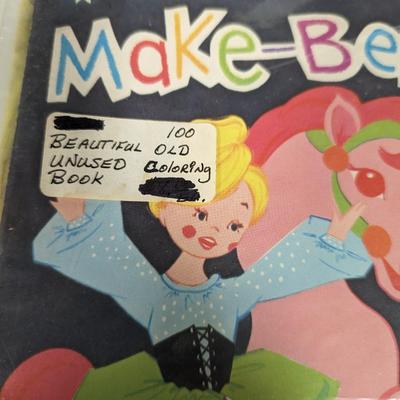 Make-Be
100
BEAUTIFUL OLD
UNUSED COLORING
BOOK